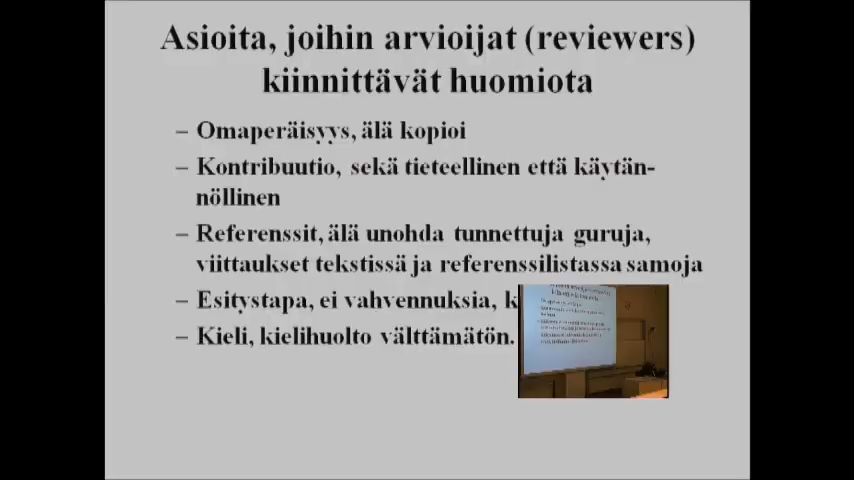 Asioita, joihin arvioijat (reviewers)
kiinnittävät huomiota
– Omaperäisyys, älä kopioi
– Kontribuutio, sekä tieteellinen että käytän-
nöllinen
– Referenssit, älä unohda tunnettuja guruja,
viittaukset tekstissä ja referenssilistassa samoja
– Esitystapa, ei vahvennuksia,
– Kieli, kielihuolto välttämätön.